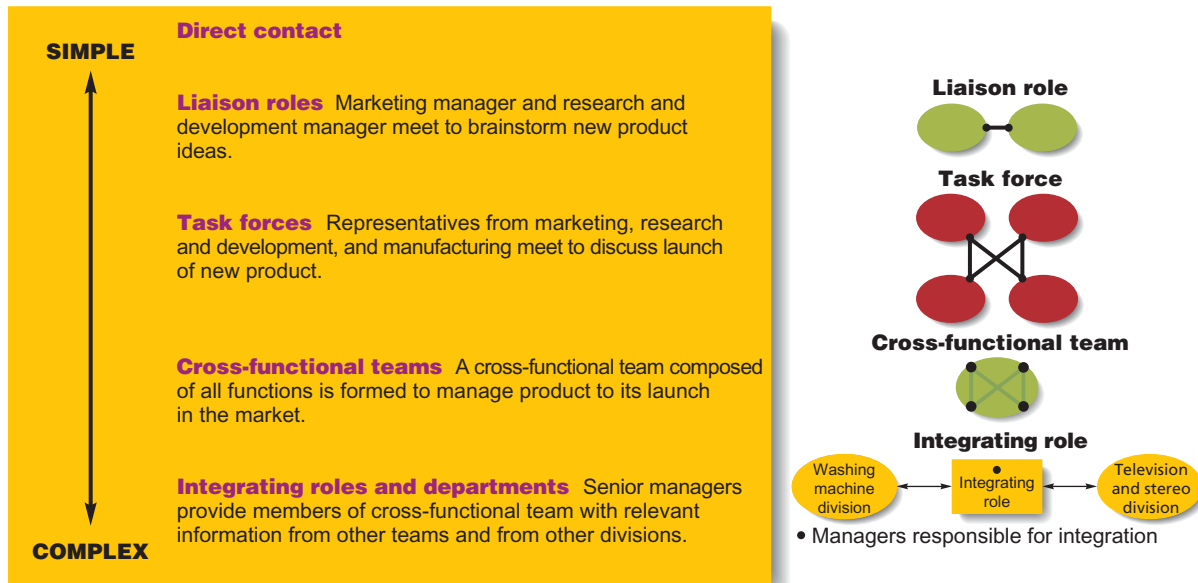 Direct contact
SIMPLE
Liaison roles Marketing manager and research and
development manager meet to brainstorm new product
ideas.
Task forces Representatives from marketing, research
and development, and manufacturing meet to discuss launch
of new product.
Cross-functional teams A cross-functional team composed
of all functions is formed to manage product to its launch
in the market.
Integrating roles and departments Senior managers
provide members of cross-functional team with relevant
information from other teams and from other divisions.
COMPLEX
Liaison role
Task force
Cross-functional team
Integrating role
Washing
machine
division
Integrating
role
Television
and stereo
division
• Managers responsible for integration